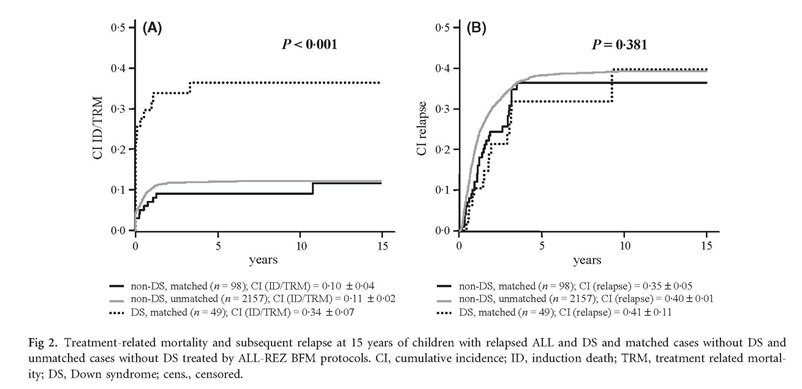 (A)
P < 0·001
0·5
0·4
0·3
0·2
0·1
0·0
CI ID/TRM
0 5 10 15
years
non-DS, matched (n = 98); CI (ID/TRM) = 0·10 ± 0·04
non-DS, unmatched (n = 2157); CI (ID/TRM) = 0·11 ± 0·02
DS, matched (n = 49); CI (ID/TRM) = 0·34 ± 0·07
(B)
P = 0·381
0·5
0·4
0·3
0·2
0·1
0·0
CI relapse
0 5 10 15
years
non-DS, matched (n = 98); CI (relapse) = 0·35 ± 0·05
non-DS, unmatched (n = 2157); CI (relapse) = 0·40 ± 0·01
DS, matched (n = 49); CI (relapse) = 0·41 ± 0·11
Fig 2. Treatment-related mortality and subsequent relapse at 15 years of children with relapsed ALL and DS and matched cases without DS and
unmatched cases without DS treated by ALL-REZ BFM protocols. CI, cumulative incidence; ID, induction death; TRM, treatment related mortal-
ity; DS, Down syndrome; cens., censored.